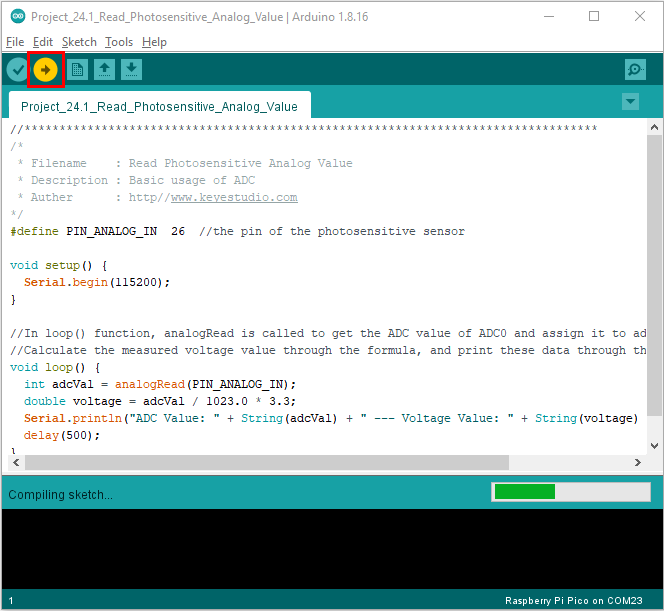 Project_24.1_Read_Photosensitive_Analog_Value | Arduino 1.8.16
File Edit Sketch Tools Help
Project_24.1_Read_Photosensitive_Analog_Value
//**********************************************************************************
/*
 * Filename    : Read Photosensitive Analog Value
 * Description : Basic usage of ADC
 * Auther      : http//www.keyestudio.com
*/
#define PIN_ANALOG_IN  26  //the pin of the photosensitive sensor
void setup() {
  Serial.begin(115200);
}
//In loop() function, analogRead is called to get the ADC value of ADC0 and assign it to ad
//Calculate the measured voltage value through the formula, and print these data through th
void loop() {
  int adcVal = analogRead(PIN_ANALOG_IN);
  double voltage = adcVal / 1023.0 * 3.3;
  Serial.println("ADC Value: " + String(adcVal) + " --- Voltage Value: " + String(voltage)
  delay(500);
}
Compiling sketch...
1
Raspberry Pi Pico on COM23